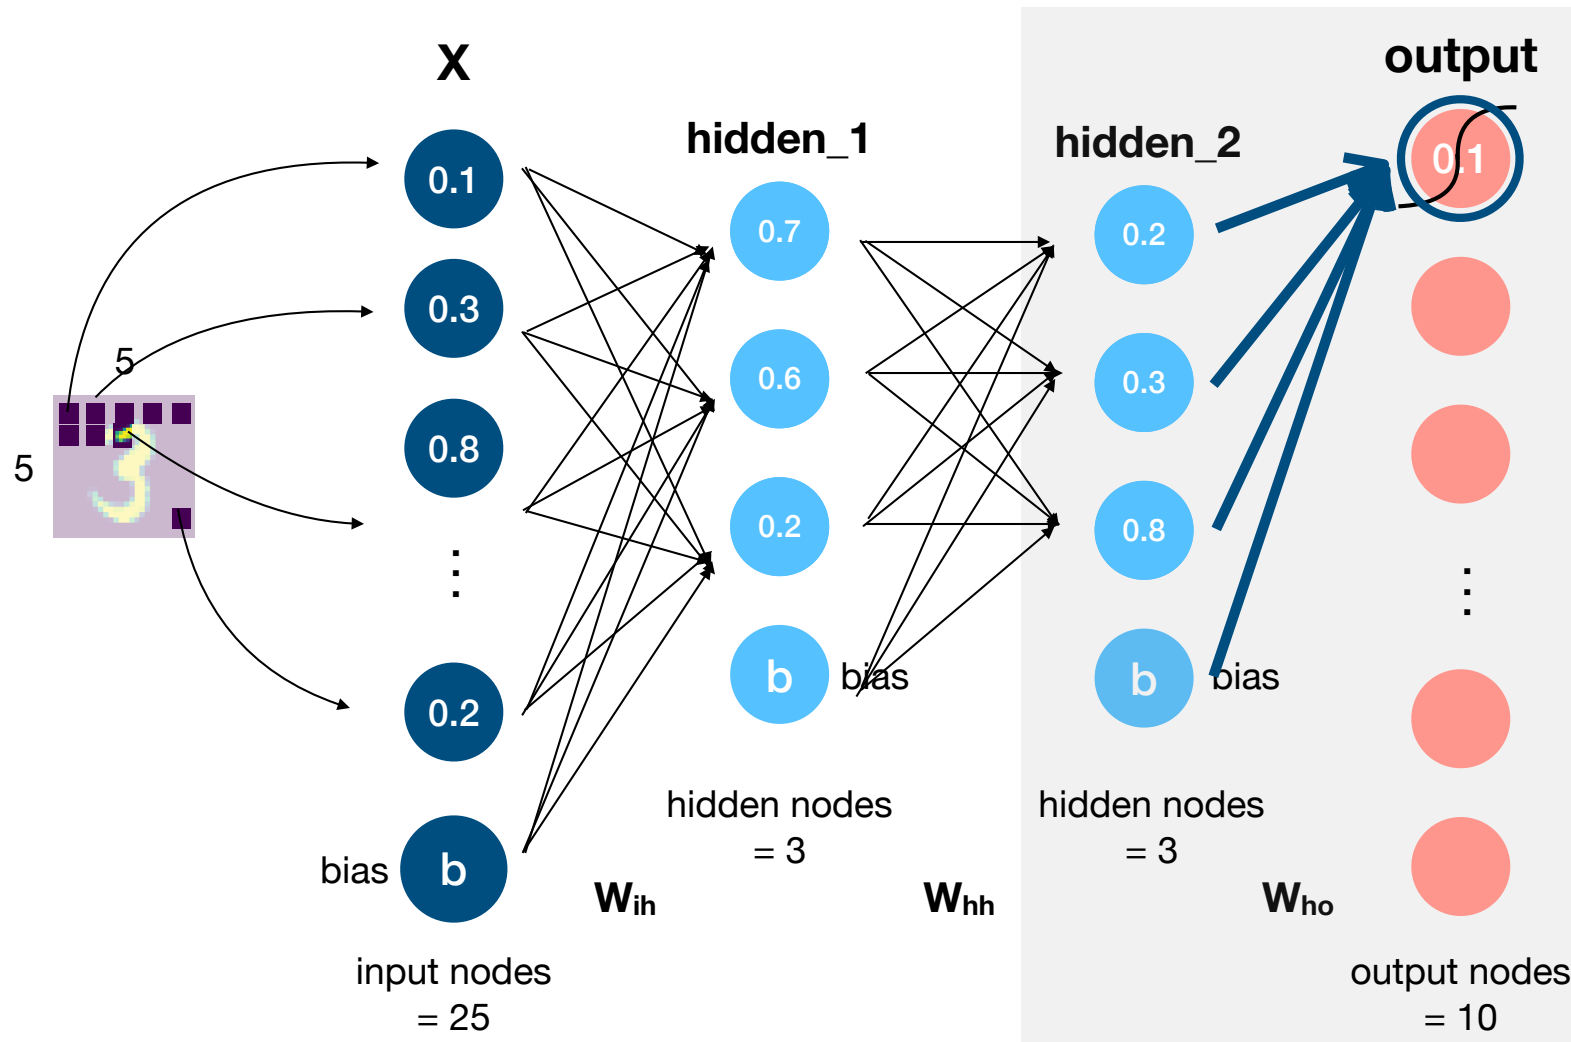 X
output
hidden_1
hidden_2
0.1
0.3
0.8
⋮
0.2
b
bias
5
5
0.7
0.6
0.2
b
bias
0.2
0.3
0.8
b
bias
0.1
⋮
hidden nodes
= 3
hidden nodes
= 3
Wih
Whh
Who
input nodes
= 25
output nodes
= 10